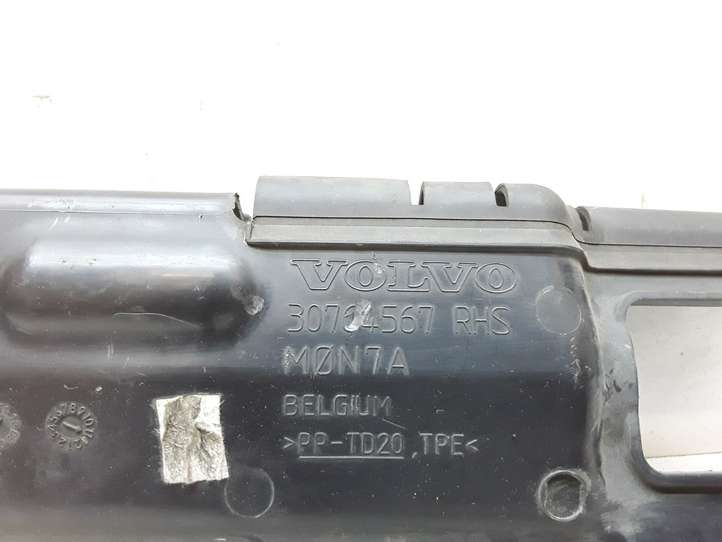 VOLVO
30764567 RHS
MØN7A
BELGIUM
>PP-TD20,TPE<